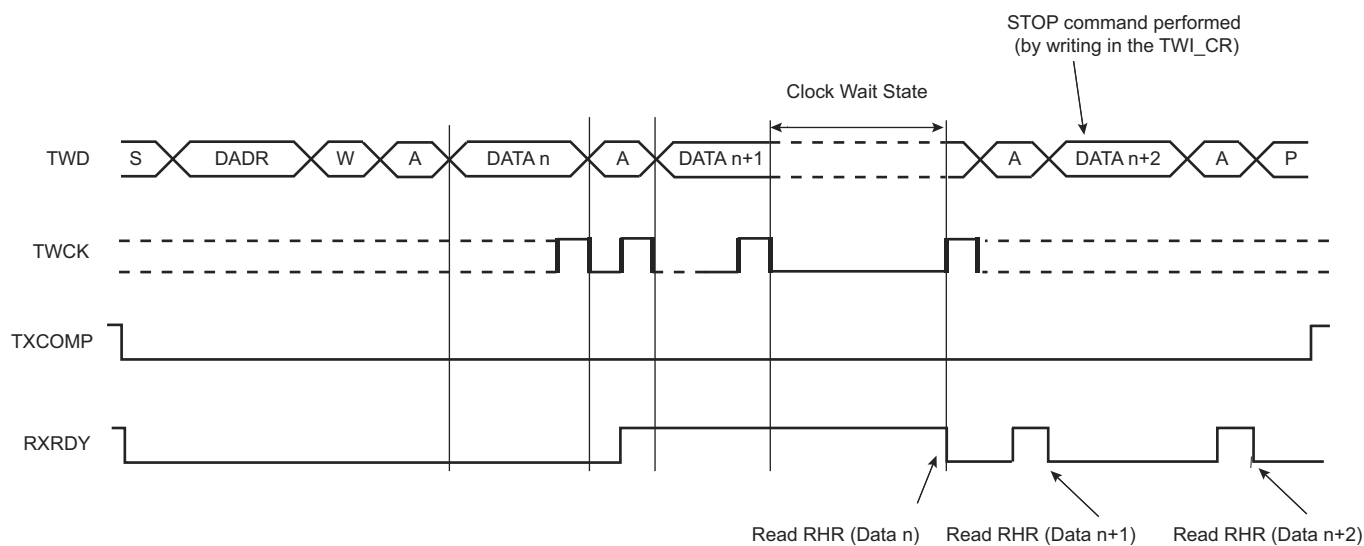 STOP command performed
(by writing in the TWI_CR)
Clock Wait State
TWD S DADR W A DATA n A DATA n+1 A DATA n+2 A P
TWCK
TXCOMP
RXRDY
Read RHR (Data n) Read RHR (Data n+1) Read RHR (Data n+2)